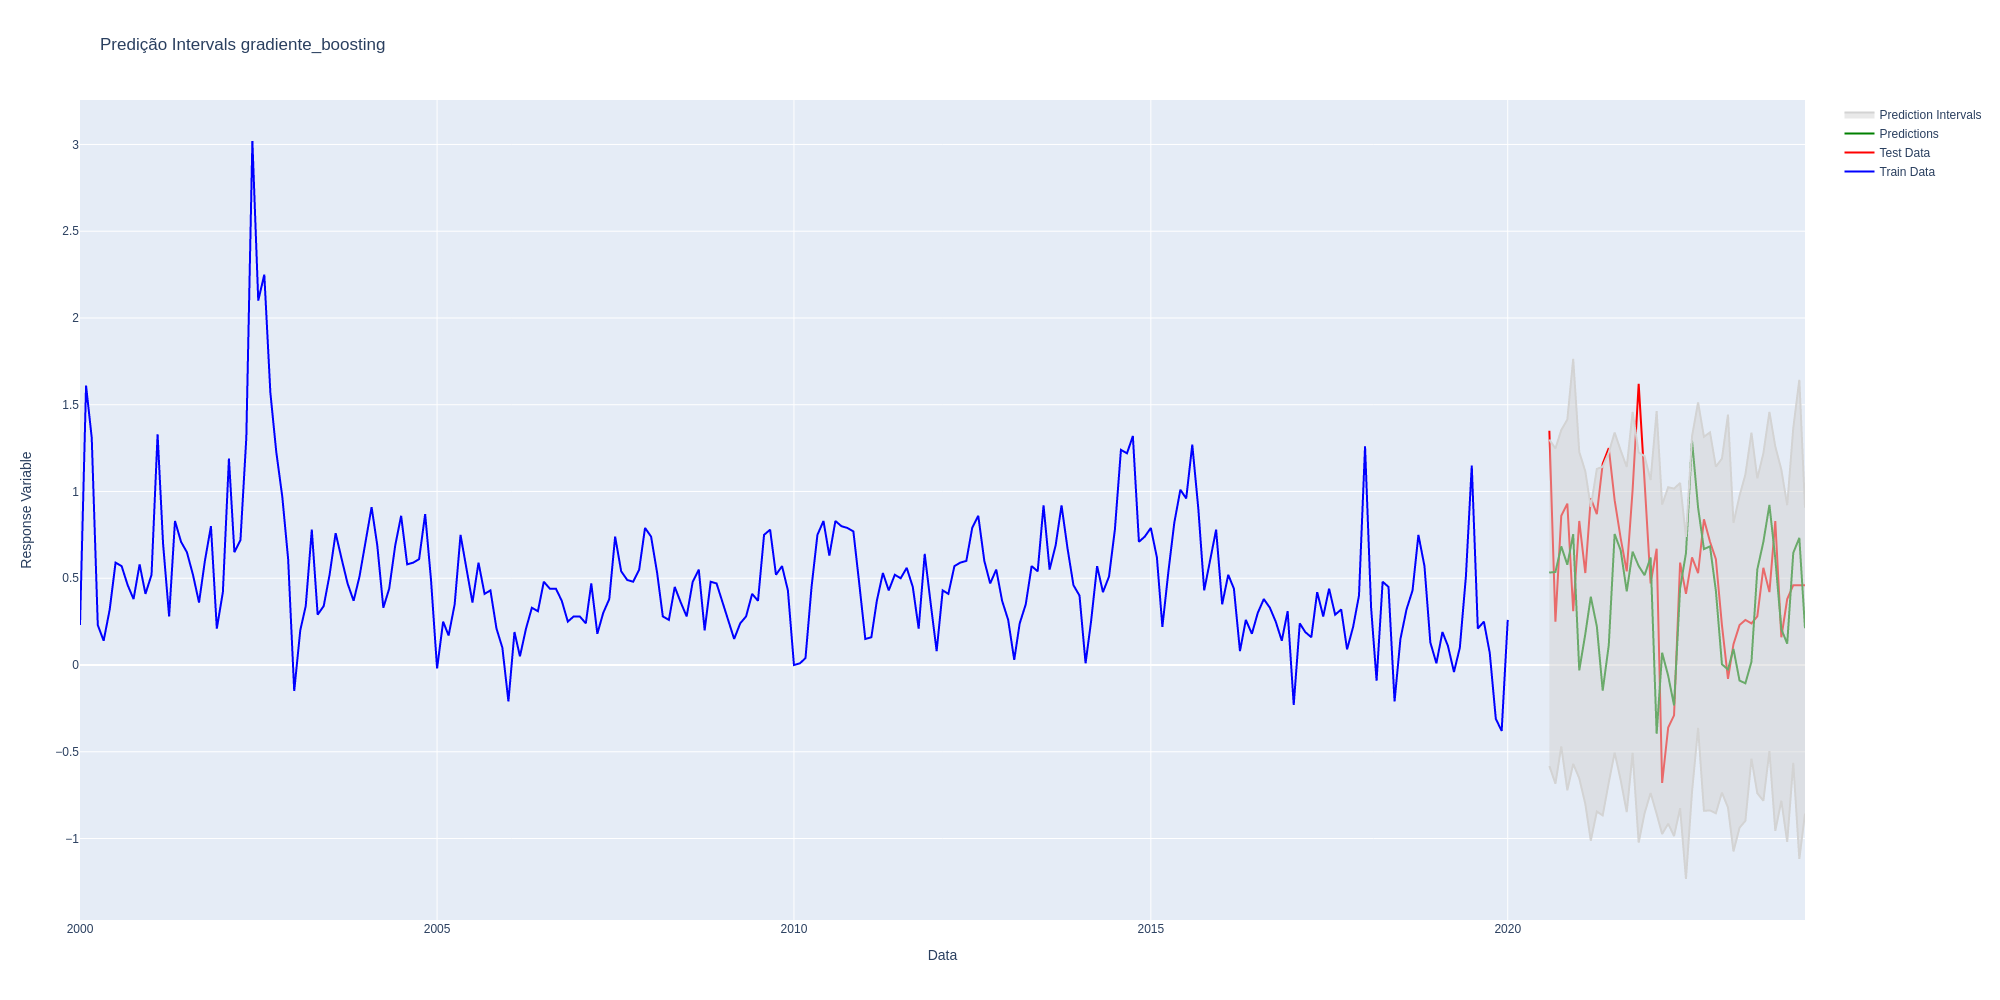 Predição Intervals gradiente_boosting
Prediction Intervals
Predictions
Test Data
Train Data
Response Variable
3
2.5
2
1.5
1
0.5
0
−0.5
−1
2000
2005
2010
2015
2020
Data